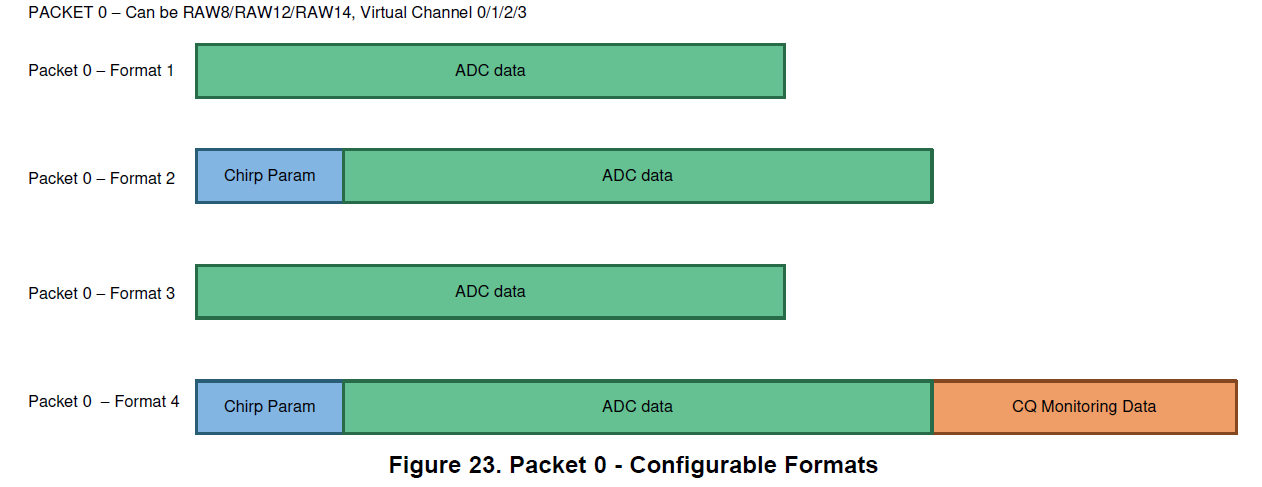 PACKET 0 – Can be RAW8/RAW12/RAW14, Virtual Channel 0/1/2/3
Packet 0 – Format 1
ADC data
Packet 0 – Format 2
Chirp Param
ADC data
Packet 0 – Format 3
ADC data
Packet 0 – Format 4
Chirp Param
ADC data
CQ Monitoring Data
Figure 23. Packet 0 - Configurable Formats